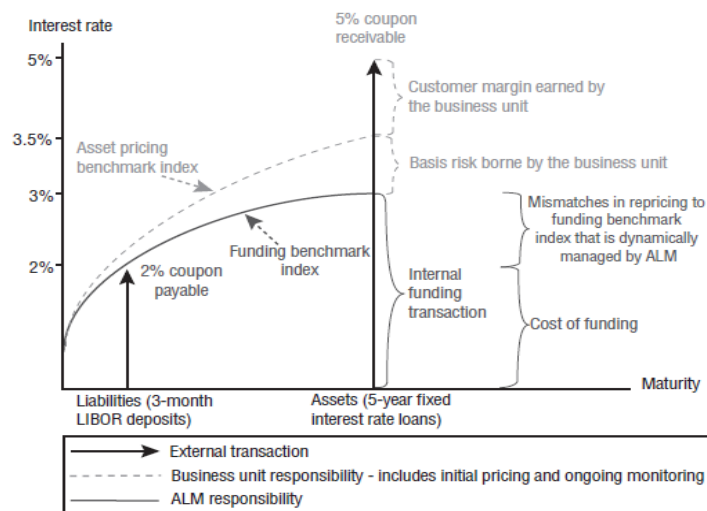 Interest rate
5% coupon
receivable
5%
Customer margin earned by
the business unit
3.5%
Asset pricing
benchmark index
Basis risk borne by the business unit
3%
Mismatches in repricing to
funding benchmark
index that is dynamically
managed by ALM
Funding benchmark
index
2%
2% coupon
payable
Internal
funding
transaction
Cost of funding
Maturity
Liabilities (3-month
LIBOR deposits)
Assets (5-year fixed
interest rate loans)
External transaction
Business unit responsibility - includes initial pricing and ongoing monitoring
ALM responsibility